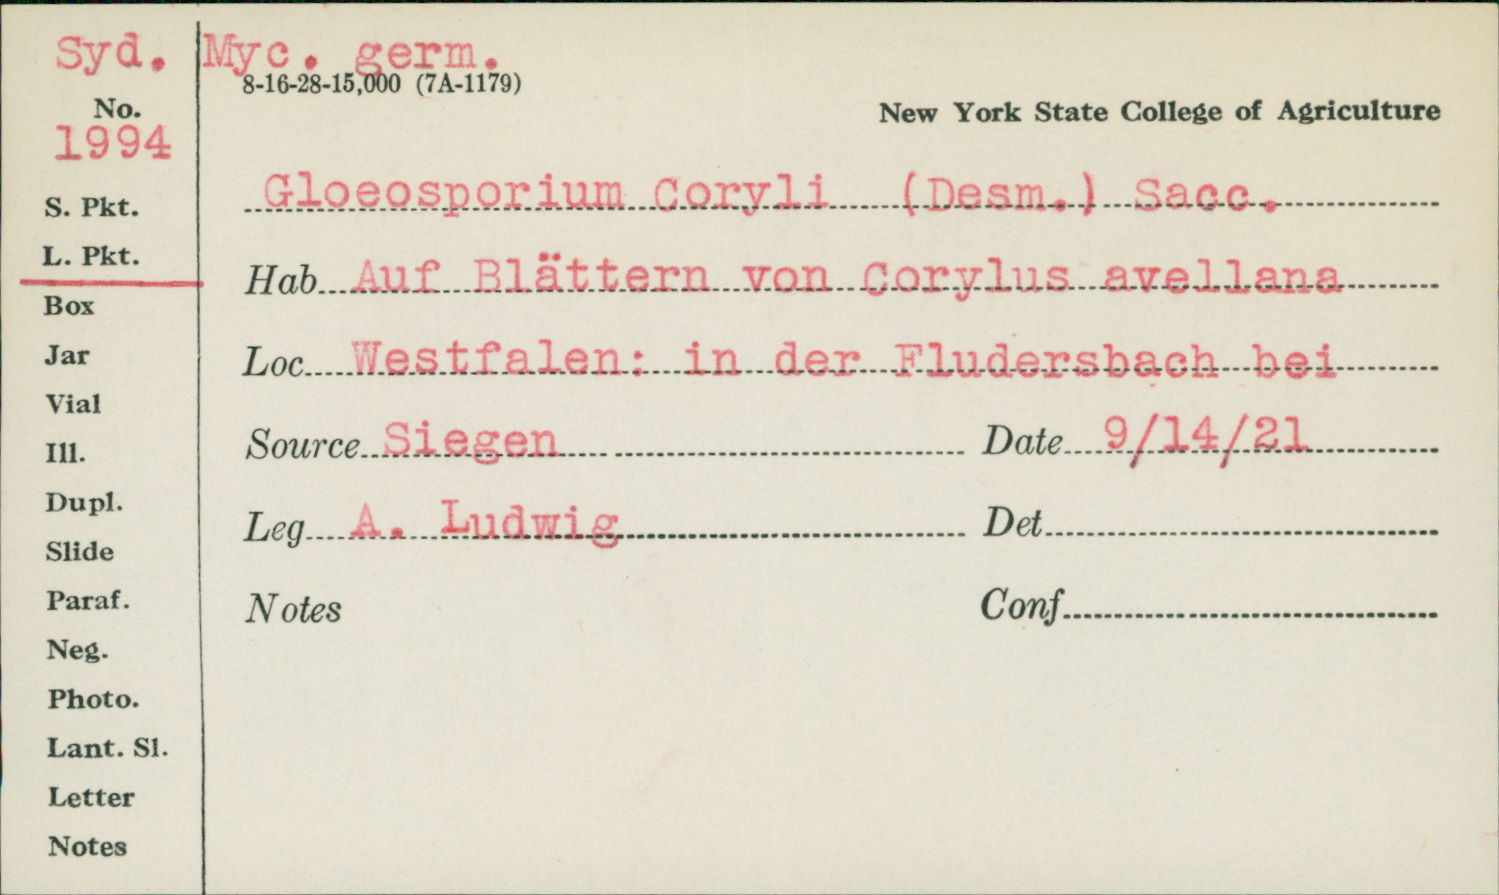 Syd. Myc. germ.
8-16-28-15,000 (7A-1179)
No.
1994
New York State College of Agriculture
S. Pkt.
L. Pkt.
Box
Jar
Vial
Ill.
Dupl.
Slide
Paraf.
Neg.
Photo.
Lant. Sl.
Letter
Notes
Gloeosporium Coryli (Desm.) Sacc.
Hab. Auf Blättern von Corylus avellana
Loc. Westfalen: in der Fludersbach bei
Source Siegen Date 9/14/21
Leg. A. Ludwig Det.
Notes Conf.